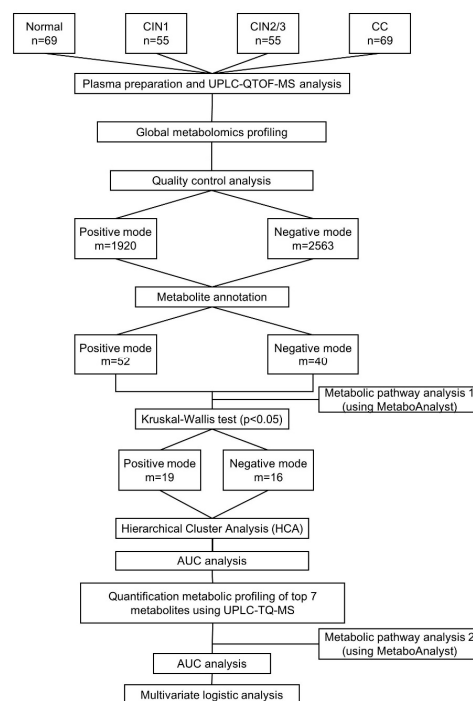 Normal
n=69
CIN1
n=55
CIN2/3
n=55
CC
n=69
Plasma preparation and UPLC-QTOF-MS analysis
Global metabolomics profiling
Quality control analysis
Positive mode
m=1920
Negative mode
m=2563
Metabolite annotation
Positive mode
m=52
Negative mode
m=40
Metabolic pathway analysis 1
(using MetaboAnalyst)
Kruskal-Wallis test (p<0.05)
Positive mode
m=19
Negative mode
m=16
Hierarchical Cluster Analysis (HCA)
AUC analysis
Quantification metabolic profiling of top 7
metabolites using UPLC-TQ-MS
Metabolic pathway analysis 2
(using MetaboAnalyst)
AUC analysis
Multivariate logistic analysis